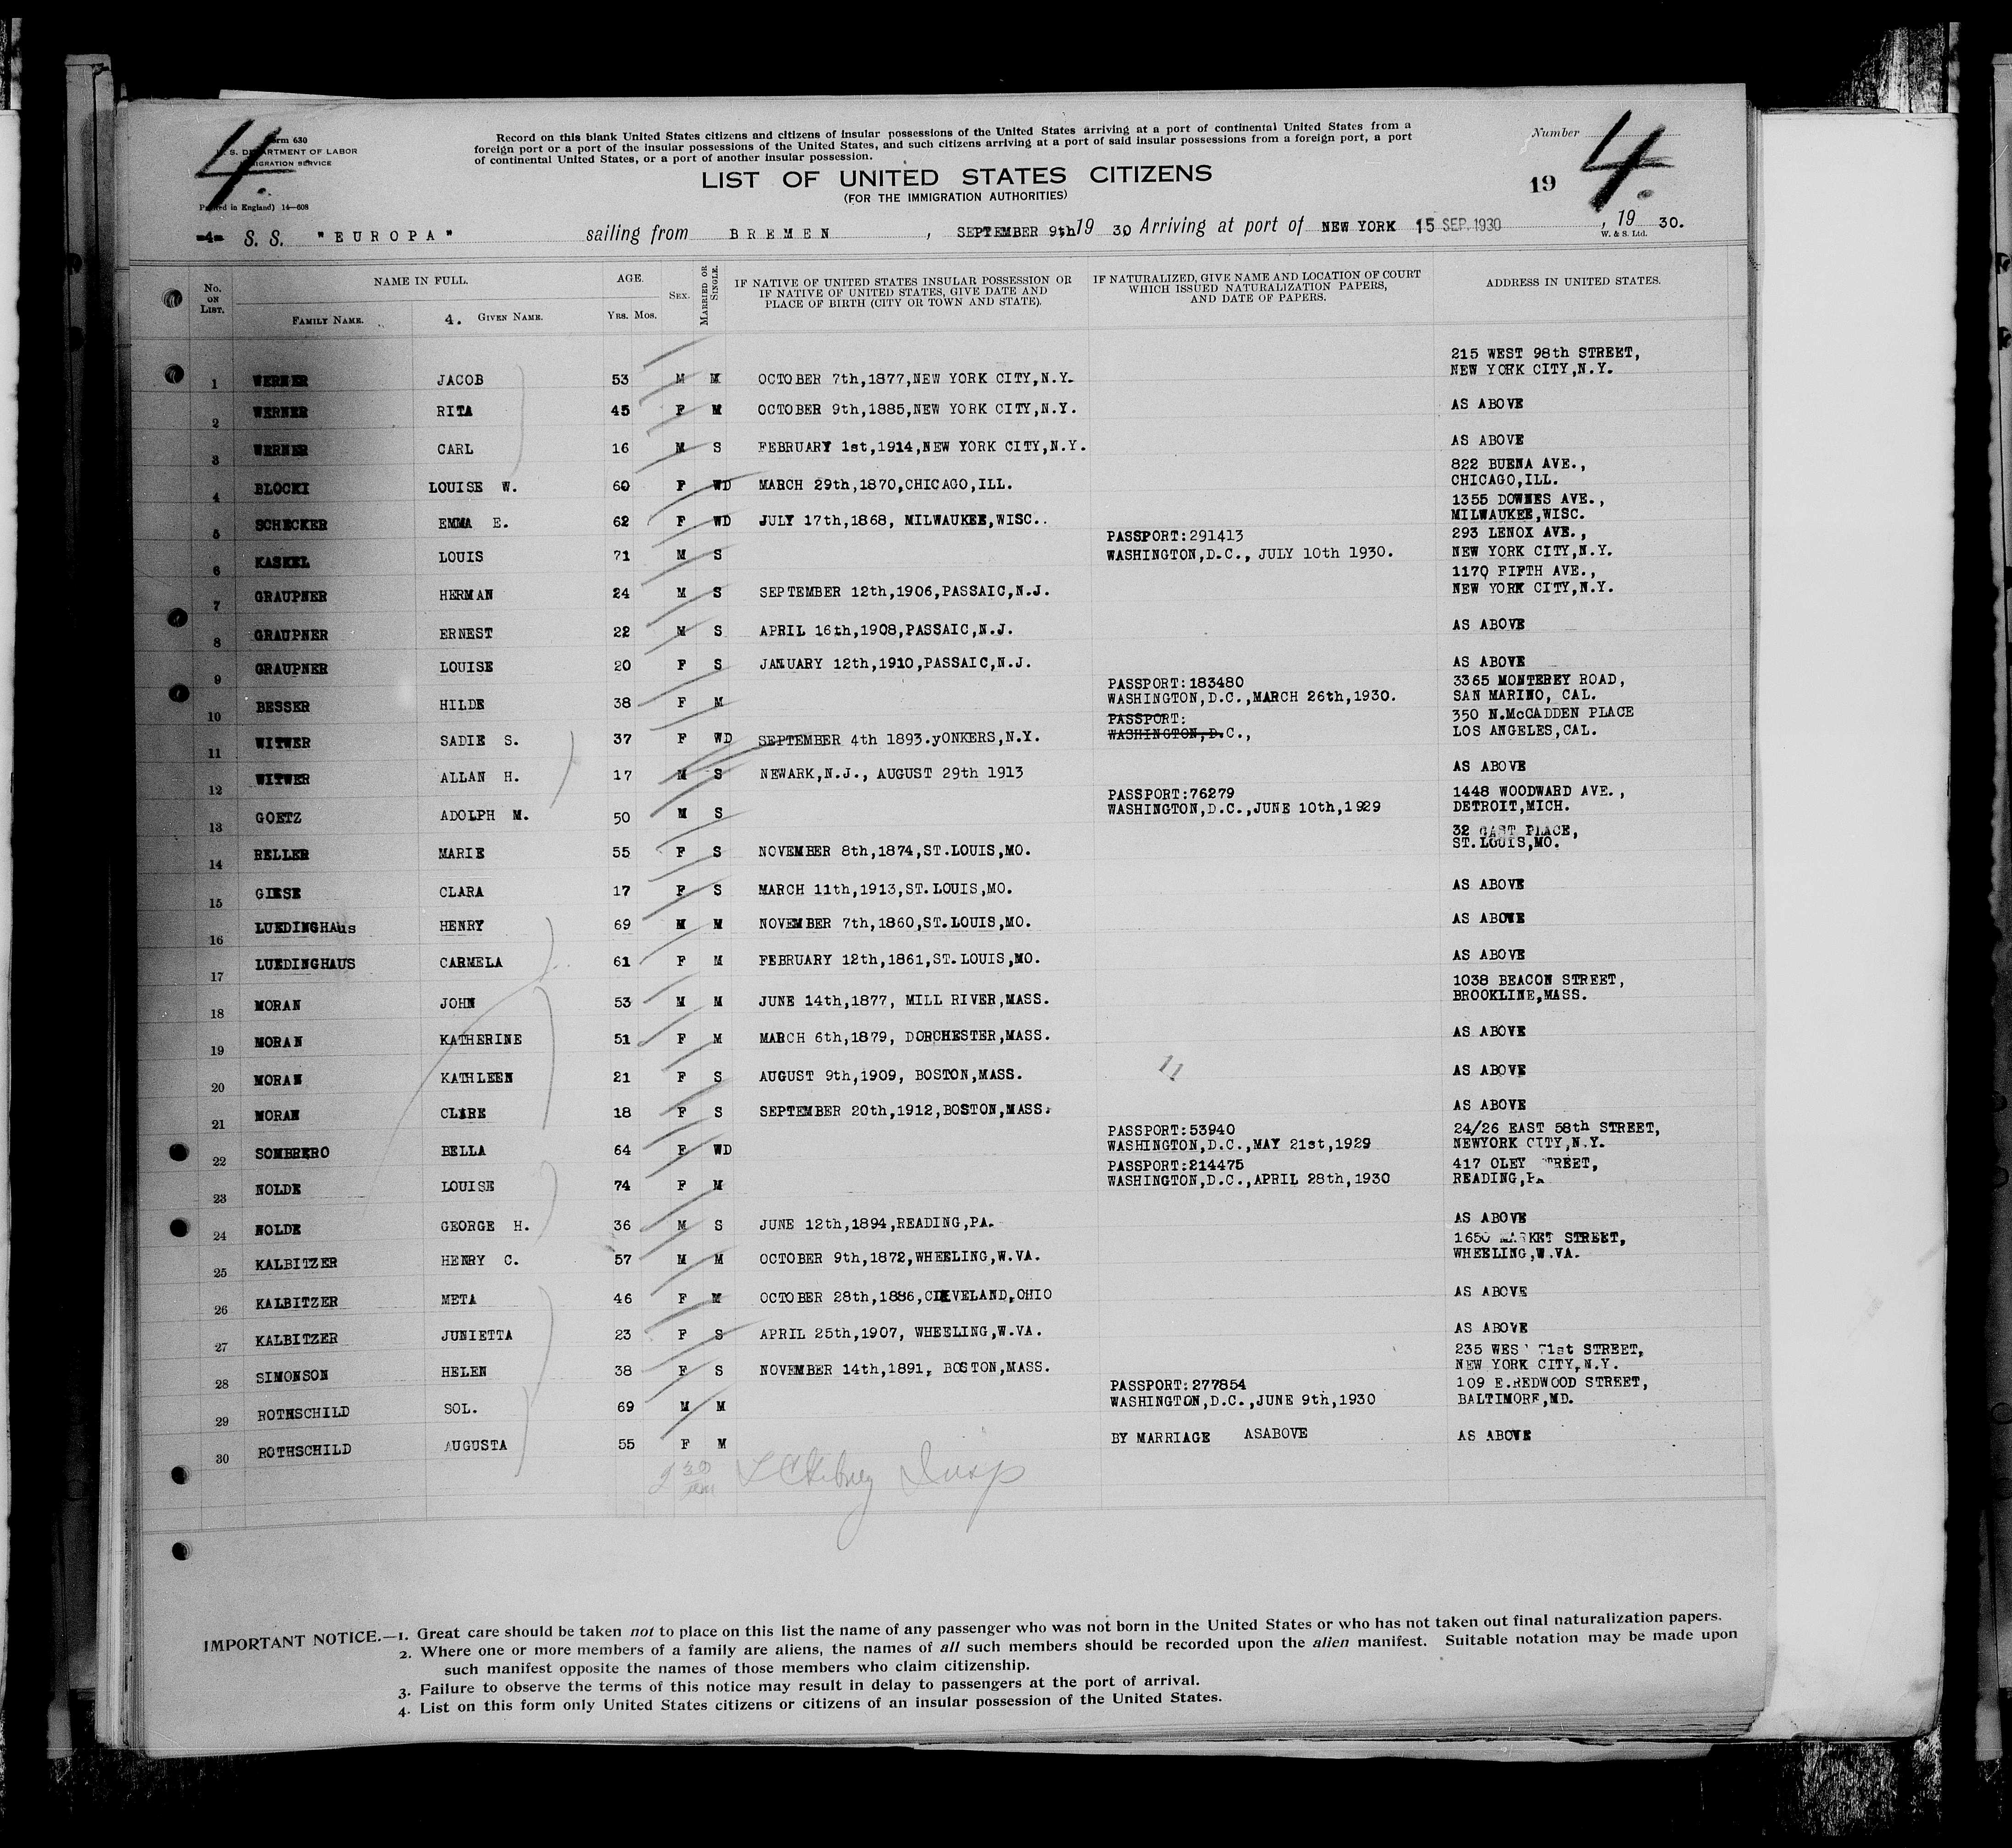 4
Form 630
U. S. DEPARTMENT OF LABOR
IMMIGRATION SERVICE
(Printed in England) 14—608
Record on this blank United States citizens and citizens of insular possessions of the United States arriving at a port of continental United States from a
foreign port or a port of the insular possessions of the United States, and such citizens arriving at a port of said insular possessions from a foreign port, a port
of continental United States, or a port of another insular possession.
Number 4.
LIST OF UNITED STATES CITIZENS
(FOR THE IMMIGRATION AUTHORITIES)
19
-4- S. S. "EUROPA" sailing from BREMEN, SEPTEMBER 9th 19 30 Arriving at port of NEW YORK 15 SEP. 1930, 19 30.
W. & S. Ltd.
No. ON LIST. NAME IN FULL. AGE. SEX. MARRIED OR SINGLE. IF NATIVE OF UNITED STATES INSULAR POSSESSION OR IF NATIVE OF UNITED STATES, GIVE DATE AND PLACE OF BIRTH (CITY OR TOWN AND STATE). IF NATURALIZED, GIVE NAME AND LOCATION OF COURT WHICH ISSUED NATURALIZATION PAPERS, AND DATE OF PAPERS. ADDRESS IN UNITED STATES.
FAMILY NAME. 4. GIVEN NAME. YRS. MOS.
215 WEST 98th STREET,
1 WERNER JACOB 53 M M OCTOBER 7th,1877,NEW YORK CITY,N.Y. NEW YORK CITY,N.Y.
2 WERNER RITA 45 F M OCTOBER 9th,1885,NEW YORK CITY,N.Y. AS ABOVE
3 WERNER CARL 16 M S FEBRUARY 1st,1914,NEW YORK CITY,N.Y. AS ABOVE
822 BUENA AVE.,
4 BLOCKI LOUISE W. 60 F WD MARCH 29th,1870,CHICAGO,ILL. CHICAGO,ILL.
1355 DOWNES AVE.,
5 SCHECKER EMMA E. 62 F WD JULY 17th,1868, MILWAUKEE,WISC.. MILWAUKEE,WISC.
PASSPORT:291413 293 LENOX AVE.,
6 KASKEL LOUIS 71 M S WASHINGTON,D.C., JULY 10th 1930. NEW YORK CITY,N.Y.
1170 FIFTH AVE.,
7 GRAUPNER HERMAN 24 M S SEPTEMBER 12th,1906,PASSAIC,N.J. NEW YORK CITY,N.Y.
8 GRAUPNER ERNEST 22 M S APRIL 16th,1908,PASSAIC,N.J. AS ABOVE
9 GRAUPNER LOUISE 20 F S JANUARY 12th,1910,PASSAIC,N.J. AS ABOVE
PASSPORT:183480 3365 MONTEREY ROAD,
10 BESSER HILDE 38 F M WASHINGTON,D.C.,MARCH 26th,1930. SAN MARINO, CAL.
PASSPORT: 350 N.McCADDEN PLACE
11 WITWER SADIE S. 37 F WD SEPTEMBER 4th 1893.yONKERS,N.Y. WASHINGTON,D.C., LOS ANGELES,CAL.
12 WITWER ALLAN H. 17 M S NEWARK,N.J., AUGUST 29th 1913 AS ABOVE
PASSPORT:76279 1448 WOODWARD AVE.,
13 GOETZ ADOLPH M. 50 M S WASHINGTON,D.C.,JUNE 10th,1929 DETROIT,MICH.
32 GAST PLACE,
14 RELLER MARIE 55 F S NOVEMBER 8th,1874,ST.LOUIS,MO. ST.LOUIS,MO.
15 GIESE CLARA 17 F S MARCH 11th,1913,ST.LOUIS,MO. AS ABOVE
16 LUEDINGHAus HENRY 69 M M NOVEMBER 7th,1860,ST.LOUIS,MO. AS ABOVE
17 LUEDINGHAUS CARMELA 61 F M FEBRUARY 12th,1861,ST.LOUIS,MO. AS ABOVE
1038 BEACON STREET,
18 MORAN JOHN 53 M M JUNE 14th,1877, MILL RIVER,MASS. BROOKLINE,MASS.
19 MORAN KATHERINE 51 F M MARCH 6th,1879, DORCHESTER,MASS. AS ABOVE
20 MORAN KATHLEEN 21 F S AUGUST 9th,1909, BOSTON,MASS. 11 AS ABOVE
21 MORAN CLARE 18 F S SEPTEMBER 20th,1912,BOSTON,MASS. AS ABOVE
PASSPORT:53940 24/26 EAST 58th STREET,
22 SOMBRERO BELLA 64 F WD WASHINGTON,D.C.,MAY 21st,1929 NEWYORK CITY,N.Y.
PASSPORT:214475 417 OLEY STREET,
23 NOLDE LOUISE 74 F M WASHINGTON,D.C.,APRIL 28th,1930 READING,PA
24 NOLDE GEORGE H. 36 M S JUNE 12th,1894,READING,PA. AS ABOVE
1650 MARKET STREET,
25 KALBITZER HENRY C. 57 M M OCTOBER 9th,1872,WHEELING,W.VA. WHEELING,W.VA.
26 KALBITZER META 46 F M OCTOBER 28th,1886,CLEVELAND,OHIO AS ABOVE
27 KALBITZER JUNIETTA 23 F S APRIL 25th,1907, WHEELING,W.VA. AS ABOVE
235 WEST 71st STREET,
28 SIMONSON HELEN 38 F S NOVEMBER 14th,1891, BOSTON,MASS. NEW YORK CITY,N.Y.
PASSPORT:277854 109 E.REDWOOD STREET,
29 ROTHSCHILD SOL. 69 M M WASHINGTON,D.C.,JUNE 9th,1930 BALTIMORE,MD.
30 ROTHSCHILD AUGUSTA 55 F M BY MARRIAGE ASABOVE AS ABOVE
IMPORTANT NOTICE.—1. Great care should be taken not to place on this list the name of any passenger who was not born in the United States or who has not taken out final naturalization papers.
2. Where one or more members of a family are aliens, the names of all such members should be recorded upon the alien manifest. Suitable notation may be made upon
such manifest opposite the names of those members who claim citizenship.
3. Failure to observe the terms of this notice may result in delay to passengers at the port of arrival.
4. List on this form only United States citizens or citizens of an insular possession of the United States.